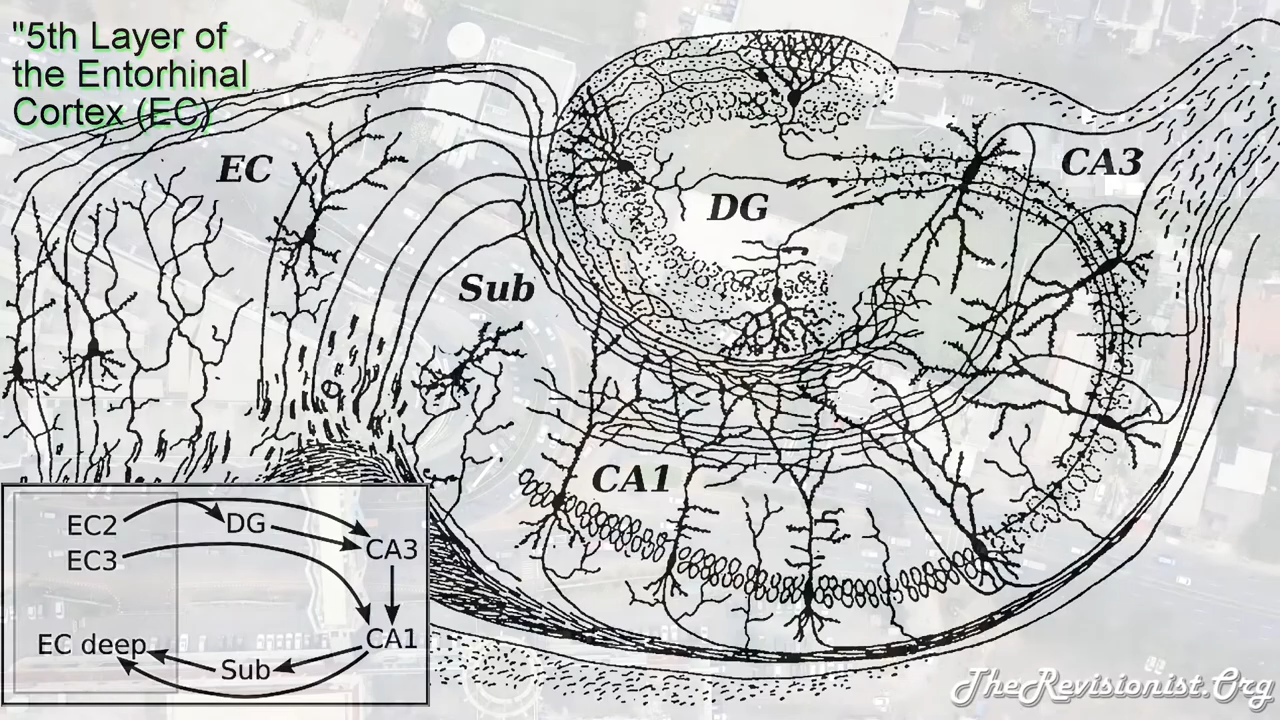 "5th Layer of
the Entorhinal
Cortex (EC)
EC
CA3
DG
Sub
CA1
EC2
DG
EC3
CA3
EC deep
Sub
CA1
TheRevisionist.Org